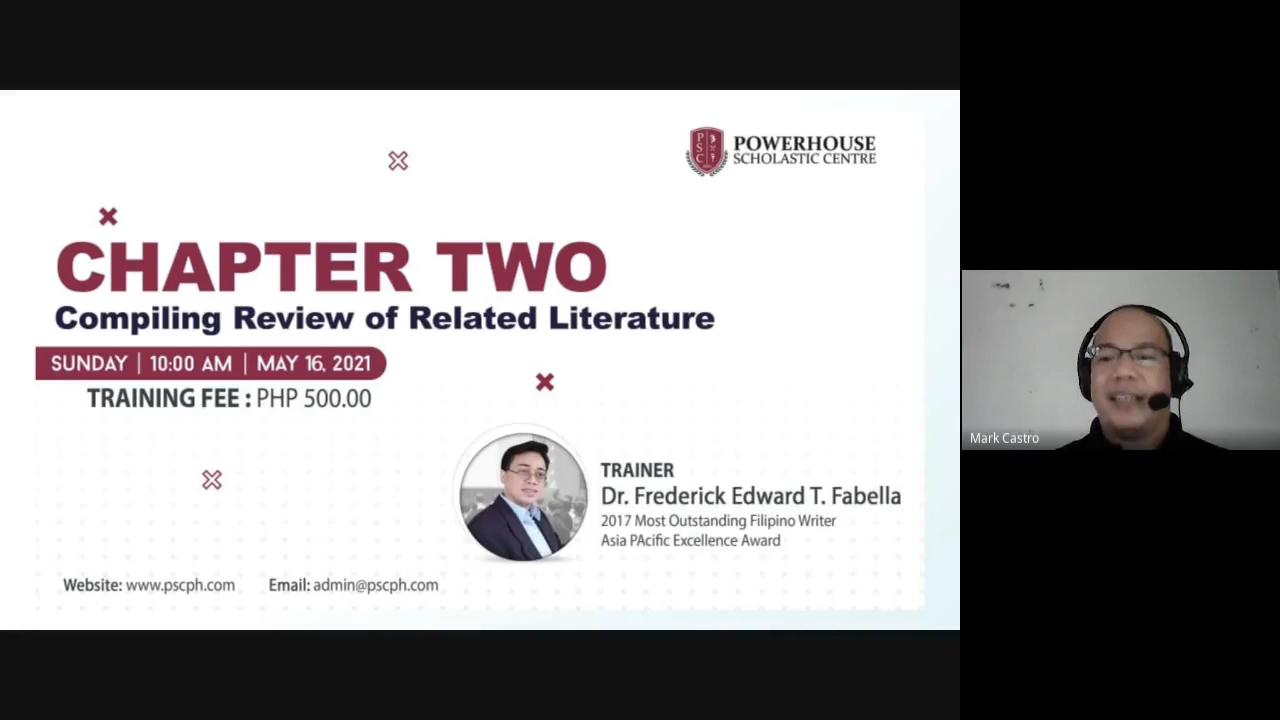 PSC
POWERHOUSE
SCHOLASTIC CENTRE
CHAPTER TWO
Compiling Review of Related Literature
SUNDAY | 10:00 AM | MAY 16, 2021
TRAINING FEE : PHP 500.00
TRAINER
Dr. Frederick Edward T. Fabella
2017 Most Outstanding Filipino Writer
Asia PAcific Excellence Award
Website: www.pscph.com Email: admin@pscph.com
Mark Castro